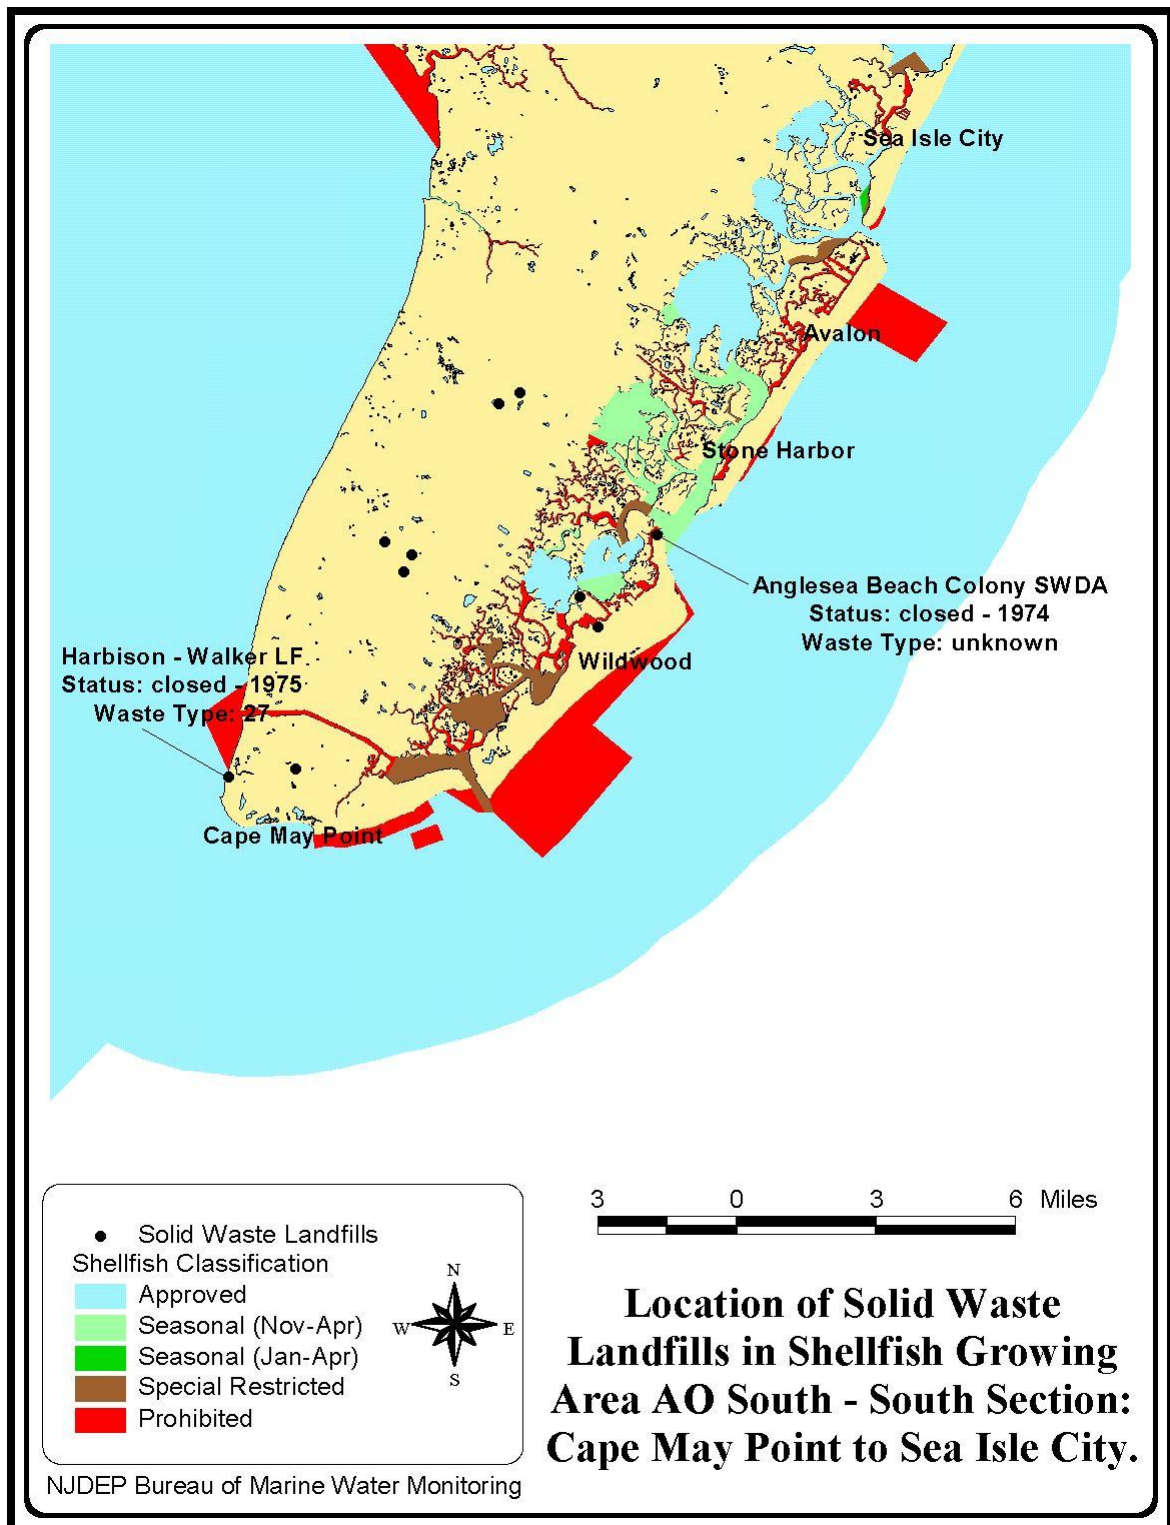 Sea Isle City
Avalon
Stone Harbor
Anglesea Beach Colony SWDA
Status: closed - 1974
Waste Type: unknown
Wildwood
Harbison - Walker LF
Status: closed - 1975
Waste Type: 27
Cape May Point
Solid Waste Landfills
Shellfish Classification
Approved
Seasonal (Nov-Apr)
Seasonal (Jan-Apr)
Special Restricted
Prohibited
N
W E
S
NJDEP Bureau of Marine Water Monitoring
3 0 3 6 Miles
Location of Solid Waste
Landfills in Shellfish Growing
Area AO South - South Section:
Cape May Point to Sea Isle City.